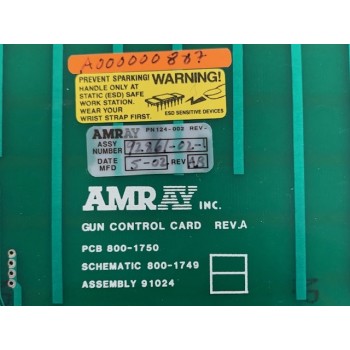 A000000887
PREVENT SPARKING!
HANDLE ONLY AT
STATIC (ESD) SAFE
WORK STATION.
WEAR YOUR
WRIST STRAP FIRST.
WARNING!
ESD SENSITIVE DEVICES
AMRAY PN124-002 REV-
ASSY
NUMBER
DATE
MFD 5-02 REV AB
AMRAY INC.
GUN CONTROL CARD REV.A
PCB 800-1750
SCHEMATIC 800-1749
ASSEMBLY 91024